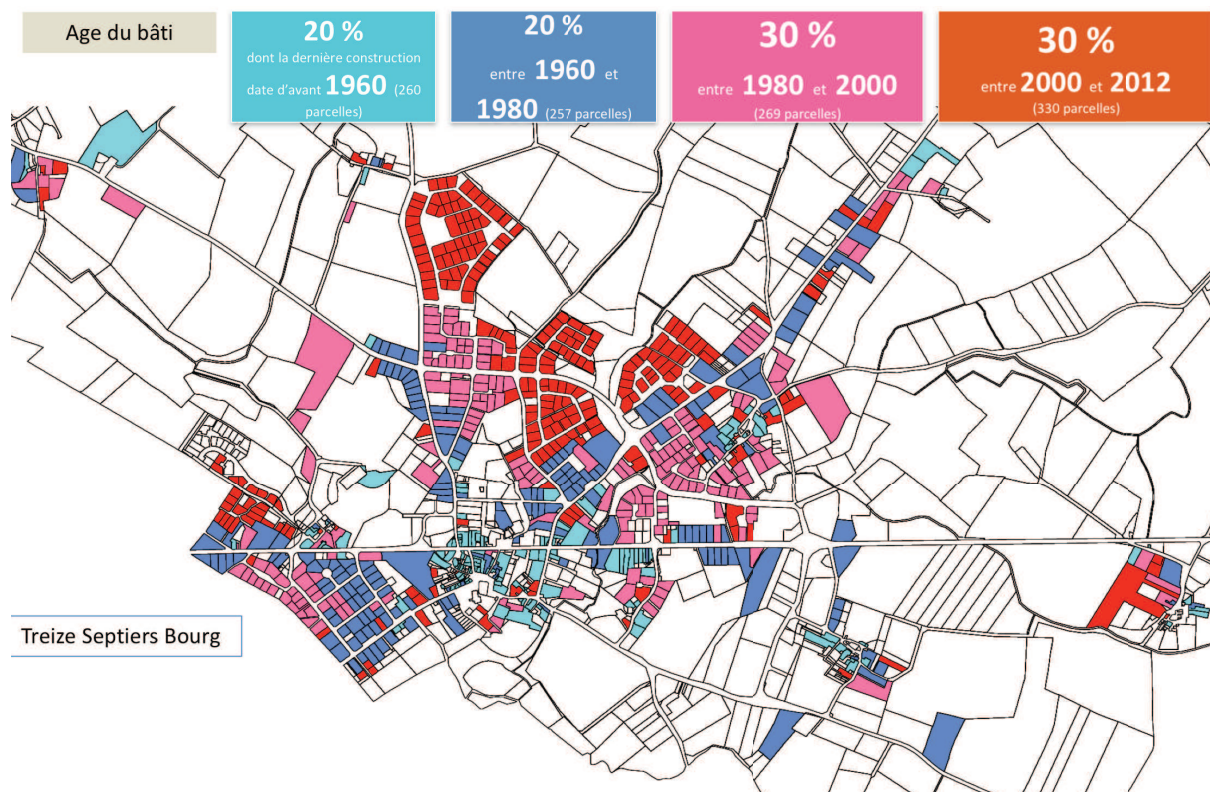 Age du bâti
20 %
dont la dernière construction
date d'avant 1960 (260
parcelles)
20 %
entre 1960 et
1980 (257 parcelles)
30 %
entre 1980 et 2000
(269 parcelles)
30 %
entre 2000 et 2012
(330 parcelles)
Treize Septiers Bourg